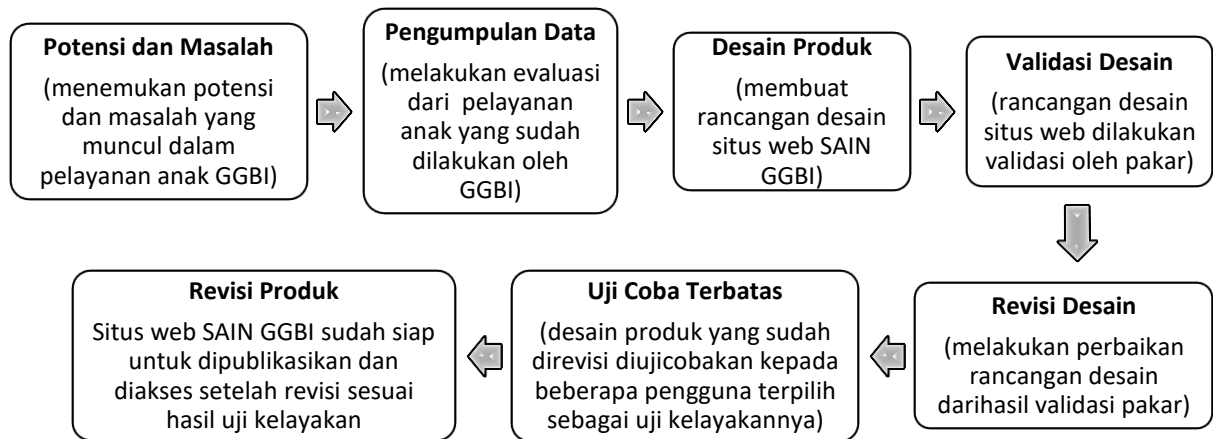 Potensi dan Masalah
(menemukan potensi
dan masalah yang
muncul dalam
pelayanan anak GGBI)
Pengumpulan Data
(melakukan evaluasi
dari pelayanan
anak yang sudah
dilakukan oleh
GGBI)
Desain Produk
(membuat
rancangan desain
situs web SAIN
GGBI)
Validasi Desain
(rancangan desain
situs web dilakukan
validasi oleh pakar)
Revisi Desain
(melakukan perbaikan
rancangan desain
darihasil validasi pakar)
Uji Coba Terbatas
(desain produk yang sudah
direvisi diujicobakan kepada
beberapa pengguna terpilih
sebagai uji kelayakannya)
Revisi Produk
Situs web SAIN GGBI sudah siap
untuk dipublikasikan dan
diakses setelah revisi sesuai
hasil uji kelayakan